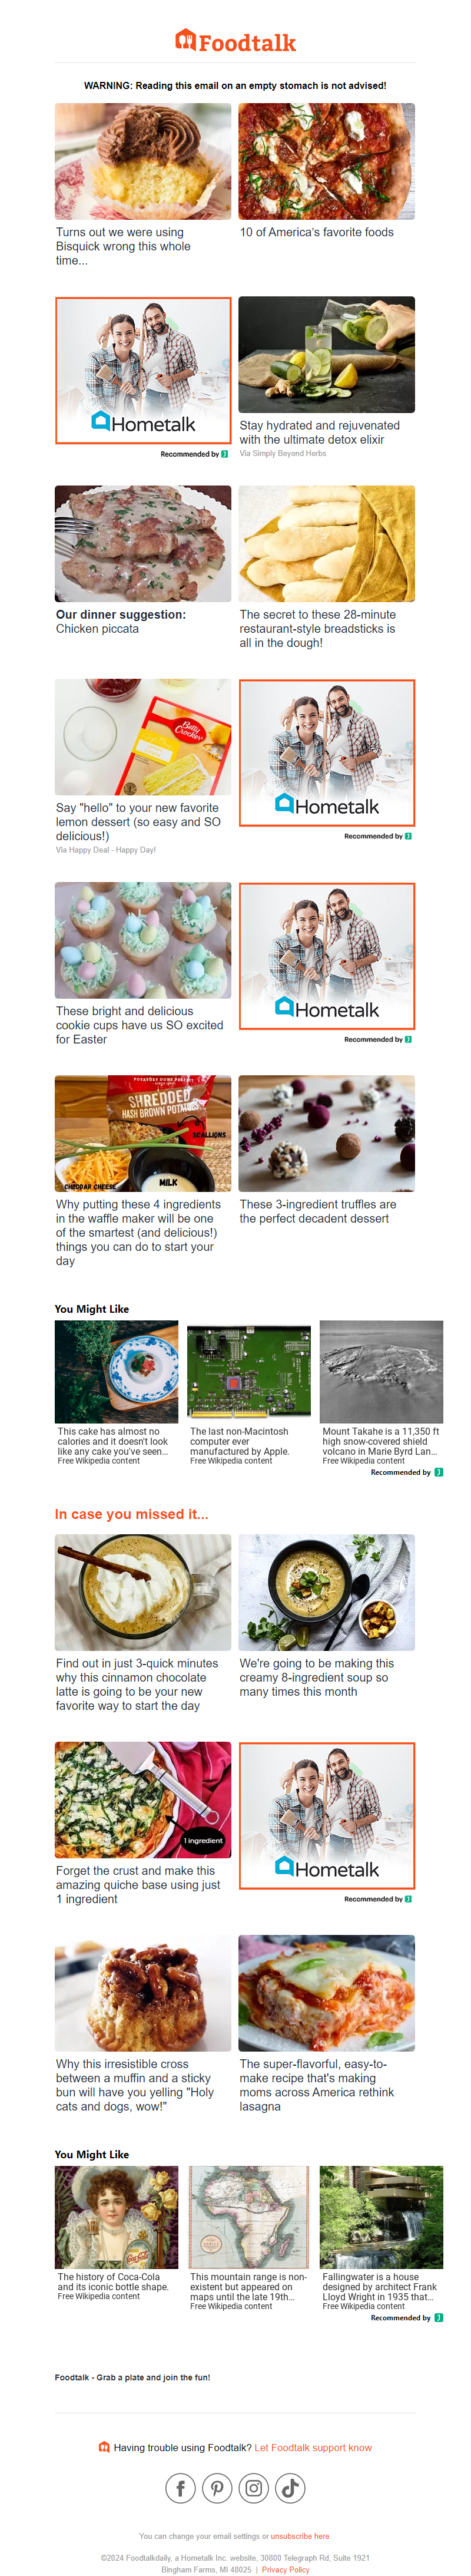 Foodtalk
WARNING: Reading this email on an empty stomach is not advised!
Turns out we were using
Bisquick wrong this whole
time...
10 of America's favorite foods
Hometalk
Recommended by
Stay hydrated and rejuvenated
with the ultimate detox elixir
Via Simply Beyond Herbs
Our dinner suggestion:
Chicken piccata
The secret to these 28-minute
restaurant-style breadsticks is
all in the dough!
Betty
Crocker
Say "hello" to your new favorite
lemon dessert (so easy and SO
delicious!)
Via Happy Deal - Happy Day!
Hometalk
Recommended by
These bright and delicious
cookie cups have us SO excited
for Easter
Hometalk
Recommended by
SHREDDED
HASH BROWN POTATO
SCALLIONS
CHEDDAR CHEESE
MILK
Why putting these 4 ingredients
in the waffle maker will be one
of the smartest (and delicious!)
things you can do to start your
day
These 3-ingredient truffles are
the perfect decadent dessert
You Might Like
This cake has almost no
calories and it doesn't look
like any cake you've seen...
Free Wikipedia content
The last non-Macintosh
computer ever
manufactured by Apple.
Free Wikipedia content
Mount Takahe is a 11,350 ft
high snow-covered shield
volcano in Marie Byrd Lan...
Free Wikipedia content
Recommended by
In case you missed it...
Find out in just 3-quick minutes
why this cinnamon chocolate
latte is going to be your new
favorite way to start the day
We're going to be making this
creamy 8-ingredient soup so
many times this month
1 ingredient
Forget the crust and make this
amazing quiche base using just
1 ingredient
Hometalk
Recommended by
Why this irresistible cross
between a muffin and a sticky
bun will have you yelling "Holy
cats and dogs, wow!"
The super-flavorful, easy-to-
make recipe that's making
moms across America rethink
lasagna
You Might Like
The history of Coca-Cola
and its iconic bottle shape.
Free Wikipedia content
This mountain range is non-
existent but appeared on
maps until the late 19th...
Free Wikipedia content
Fallingwater is a house
designed by architect Frank
Lloyd Wright in 1935 that...
Free Wikipedia content
Recommended by
Foodtalk - Grab a plate and join the fun!
Having trouble using Foodtalk? Let Foodtalk support know
You can change your email settings or unsubscribe here.
©2024 Foodtalkdaily, a Hometalk Inc. website, 30800 Telegraph Rd, Suite 1921
Bingham Farms, MI 48025 | Privacy Policy